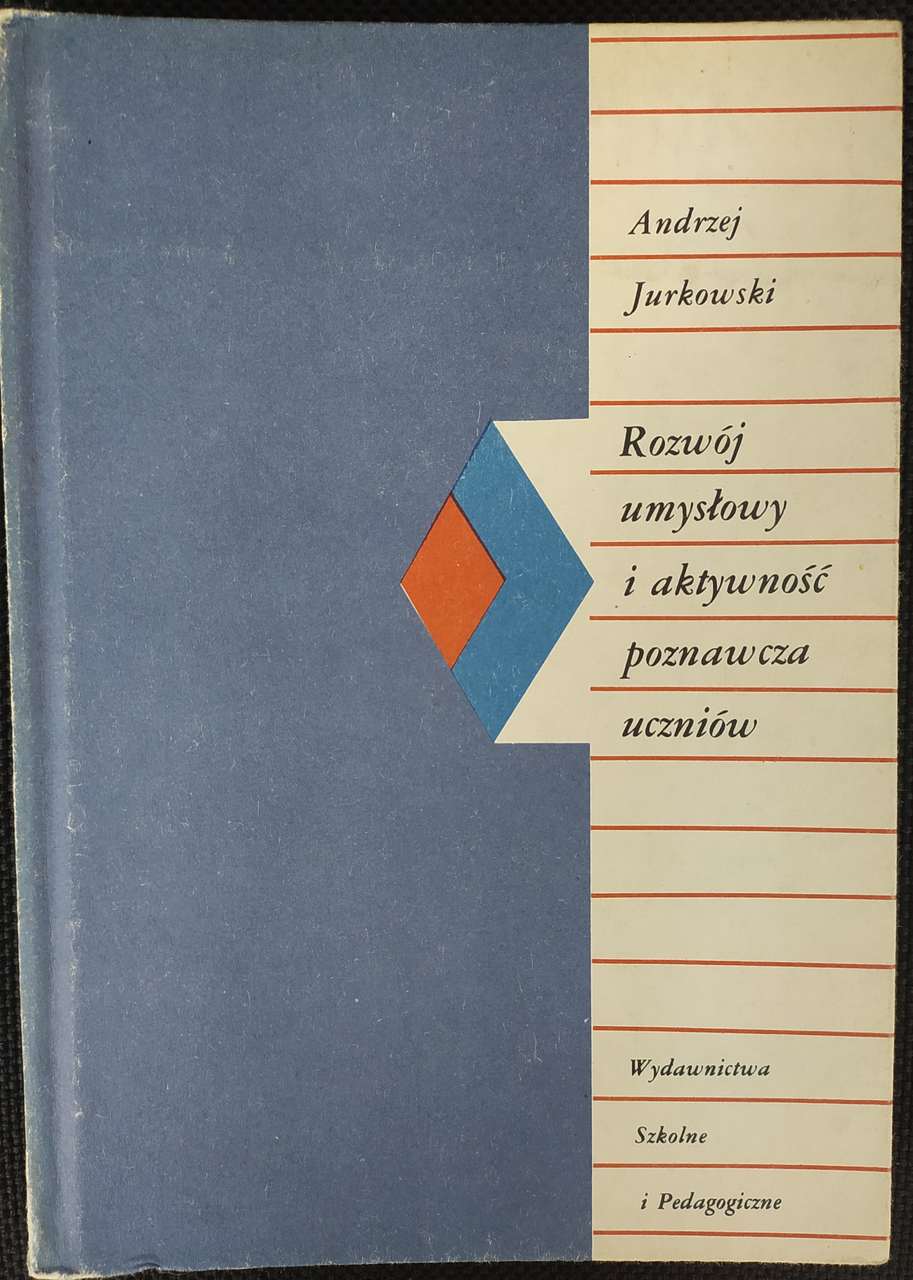 Andrzej
Jurkowski
Rozwój
umysłowy
i aktywność
poznawcza
uczniów
Wydawnictwa
Szkolne
i Pedagogiczne